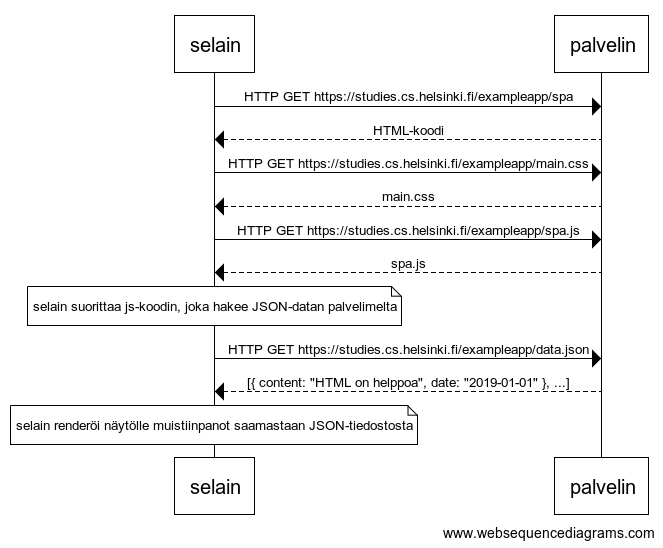 selain palvelin
HTTP GET https://studies.cs.helsinki.fi/exampleapp/spa
HTML-koodi
HTTP GET https://studies.cs.helsinki.fi/exampleapp/main.css
main.css
HTTP GET https://studies.cs.helsinki.fi/exampleapp/spa.js
spa.js
selain suorittaa js-koodin, joka hakee JSON-datan palvelimelta
HTTP GET https://studies.cs.helsinki.fi/exampleapp/data.json
[{ content: "HTML on helppoa", date: "2019-01-01" }, ...]
selain renderöi näytölle muistiinpanot saamastaan JSON-tiedostosta
selain palvelin
www.websequencediagrams.com